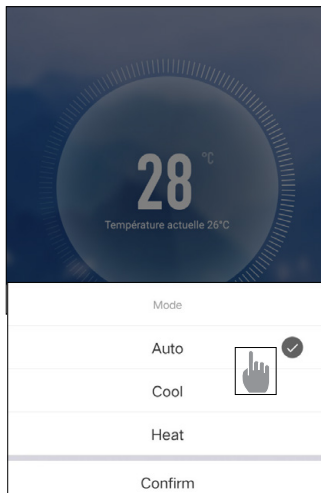 28 °C
Température actuelle 26°C
Mode
Auto
Cool
Heat
Confirm